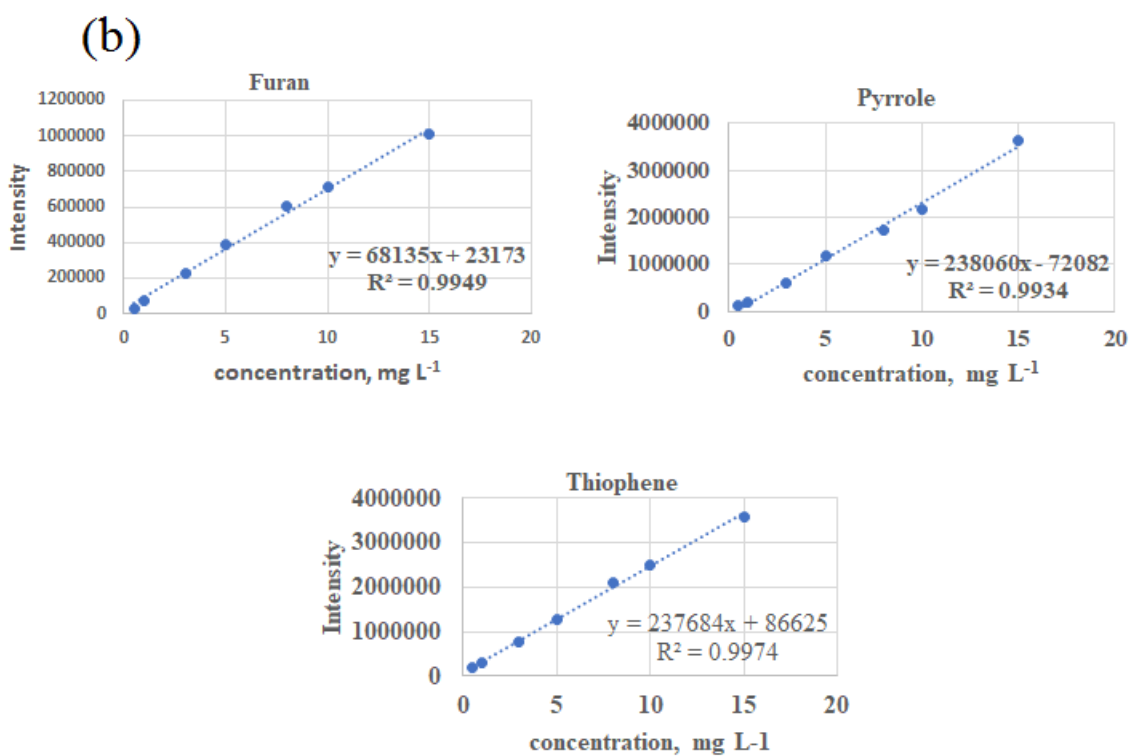 (b)
Furan
1200000
1000000
800000
600000
400000
200000
0
0 5 10 15 20
Intensity
concentration, mg L-1
y = 68135x + 23173
R² = 0.9949
Pyrrole
4000000
3000000
2000000
1000000
0
0 5 10 15 20
Intensity
concentration, mg L-1
y = 238060x - 72082
R² = 0.9934
Thiophene
4000000
3000000
2000000
1000000
0
0 5 10 15 20
Intensity
concentration, mg L-1
y = 237684x + 86625
R² = 0.9974